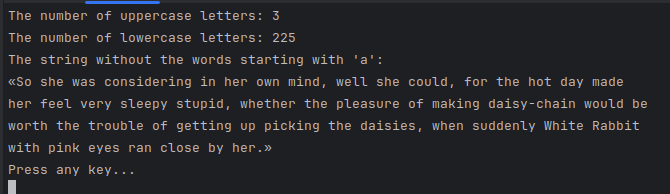 The number of uppercase letters: 3
The number of lowercase letters: 225
The string without the words starting with 'a':
«So she was considering in her own mind, well she could, for the hot day made
her feel very sleepy stupid, whether the pleasure of making daisy-chain would be
worth the trouble of getting up picking the daisies, when suddenly White Rabbit
with pink eyes ran close by her.»
Press any key...